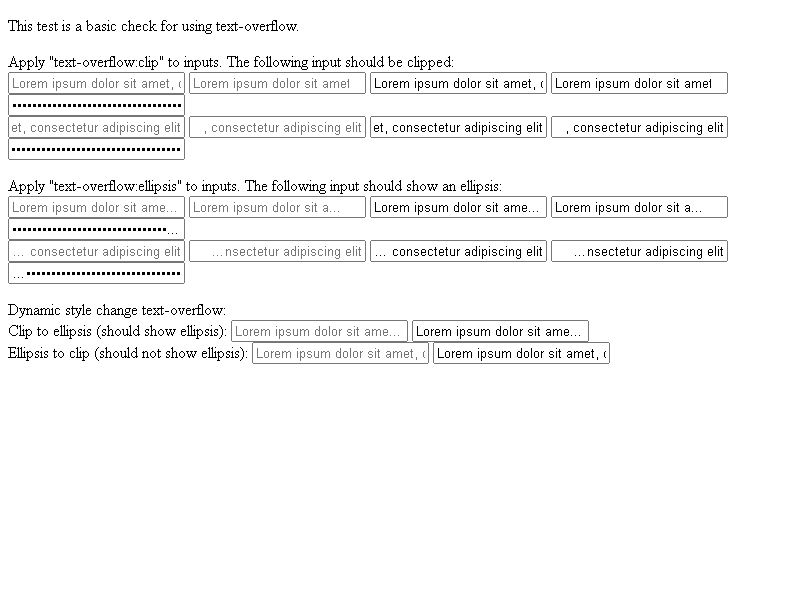 This test is a basic check for using text-overflow.
Apply "text-overflow:clip" to inputs. The following input should be clipped:
Lorem ipsum dolor sit amet, c Lorem ipsum dolor sit amet Lorem ipsum dolor sit amet, c Lorem ipsum dolor sit amet
••••••••••••••••••••••••••••••••••
et, consectetur adipiscing elit , consectetur adipiscing elit et, consectetur adipiscing elit , consectetur adipiscing elit
••••••••••••••••••••••••••••••••••
Apply "text-overflow:ellipsis" to inputs. The following input should show an ellipsis:
Lorem ipsum dolor sit ame... Lorem ipsum dolor sit a... Lorem ipsum dolor sit ame... Lorem ipsum dolor sit a...
•••••••••••••••••••••••••••••••...
... consectetur adipiscing elit ...nsectetur adipiscing elit ... consectetur adipiscing elit ...nsectetur adipiscing elit
...•••••••••••••••••••••••••••••••
Dynamic style change text-overflow:
Clip to ellipsis (should show ellipsis): Lorem ipsum dolor sit ame... Lorem ipsum dolor sit ame...
Ellipsis to clip (should not show ellipsis): Lorem ipsum dolor sit amet, c Lorem ipsum dolor sit amet, c